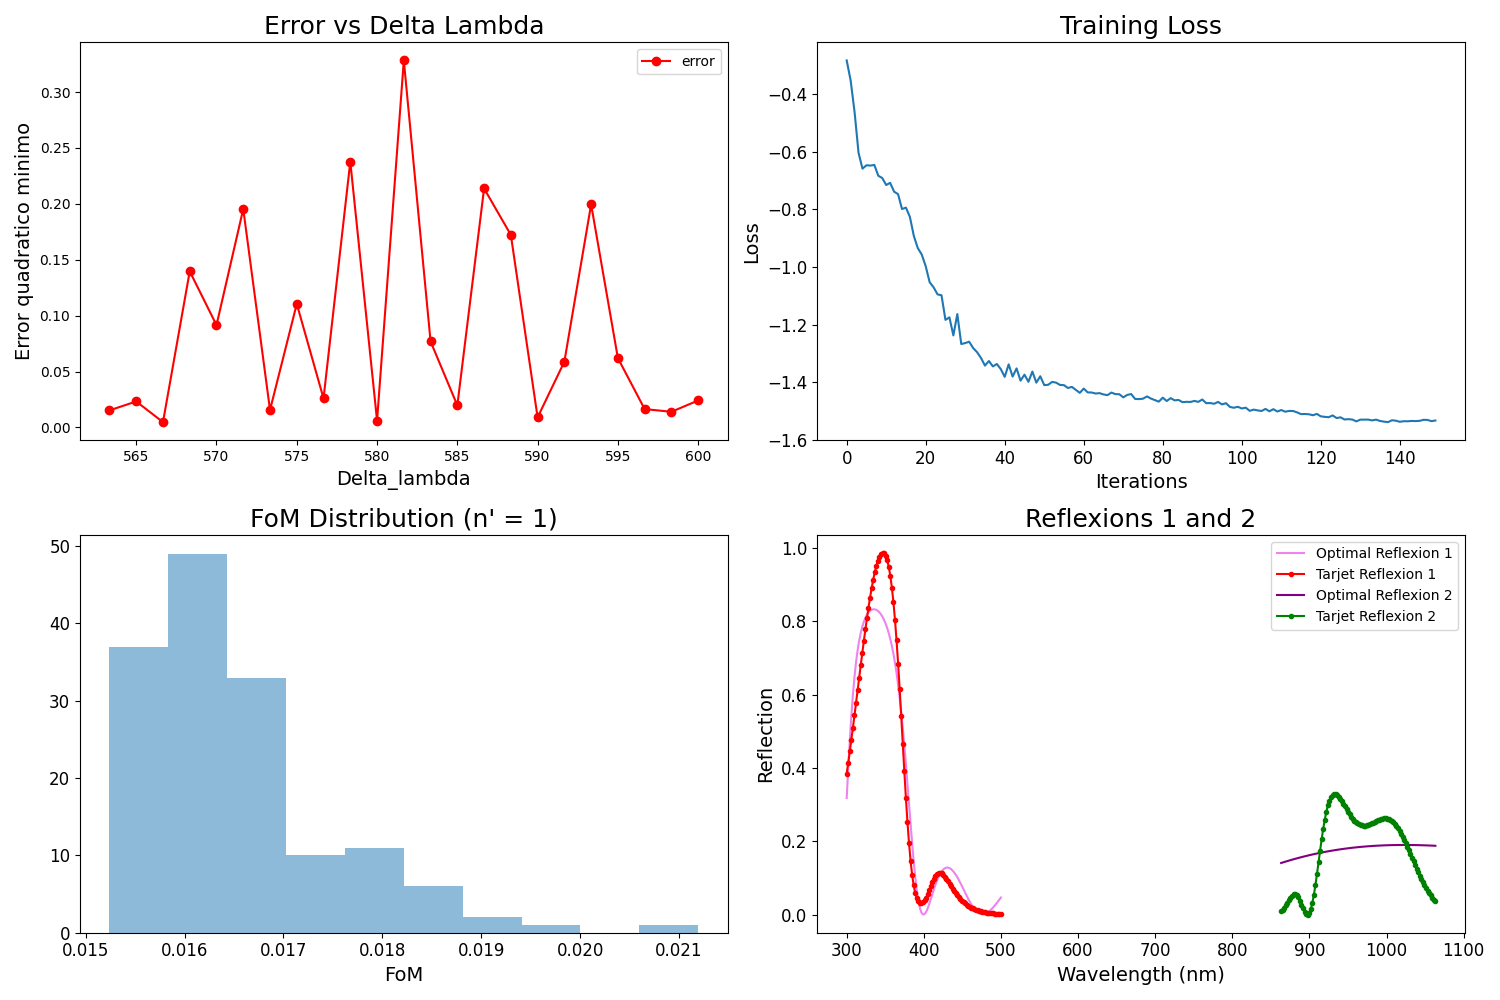 Error vs Delta Lambda
error
Error quadratico minimo
0.30
0.25
0.20
0.15
0.10
0.05
0.00
565 570 575 580 585 590 595 600
Delta_lambda
Training Loss
Loss
−0.4
−0.6
−0.8
−1.0
−1.2
−1.4
−1.6
0 20 40 60 80 100 120 140
Iterations
FoM Distribution (n' = 1)
50
40
30
20
10
0
0.015 0.016 0.017 0.018 0.019 0.020 0.021
FoM
Reflexions 1 and 2
Optimal Reflexion 1
Tarjet Reflexion 1
Optimal Reflexion 2
Tarjet Reflexion 2
Reflection
1.0
0.8
0.6
0.4
0.2
0.0
300 400 500 600 700 800 900 1000 1100
Wavelength (nm)